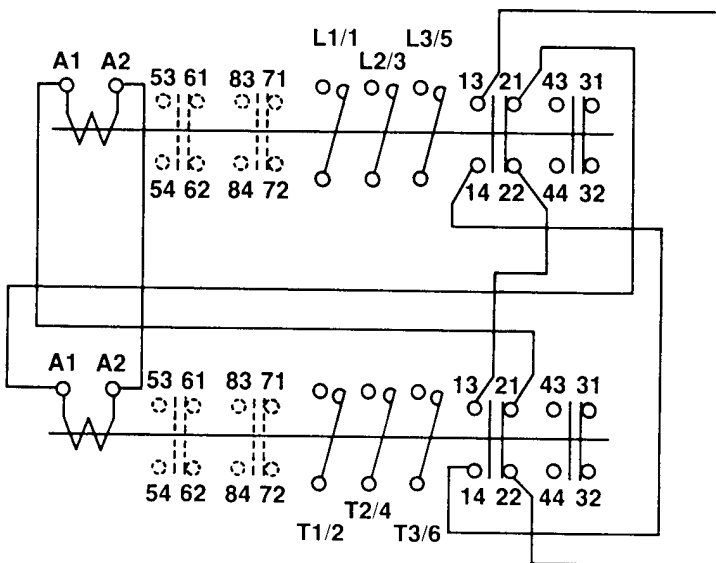 L1/1 L3/5
A1 A2 L2/3
53 61 83 71 13 21 43 31
54 62 84 72 14 22 44 32
A1 A2
53 61 83 71 13 21 43 31
54 62 84 72 14 22 44 32
T2/4
T1/2 T3/6